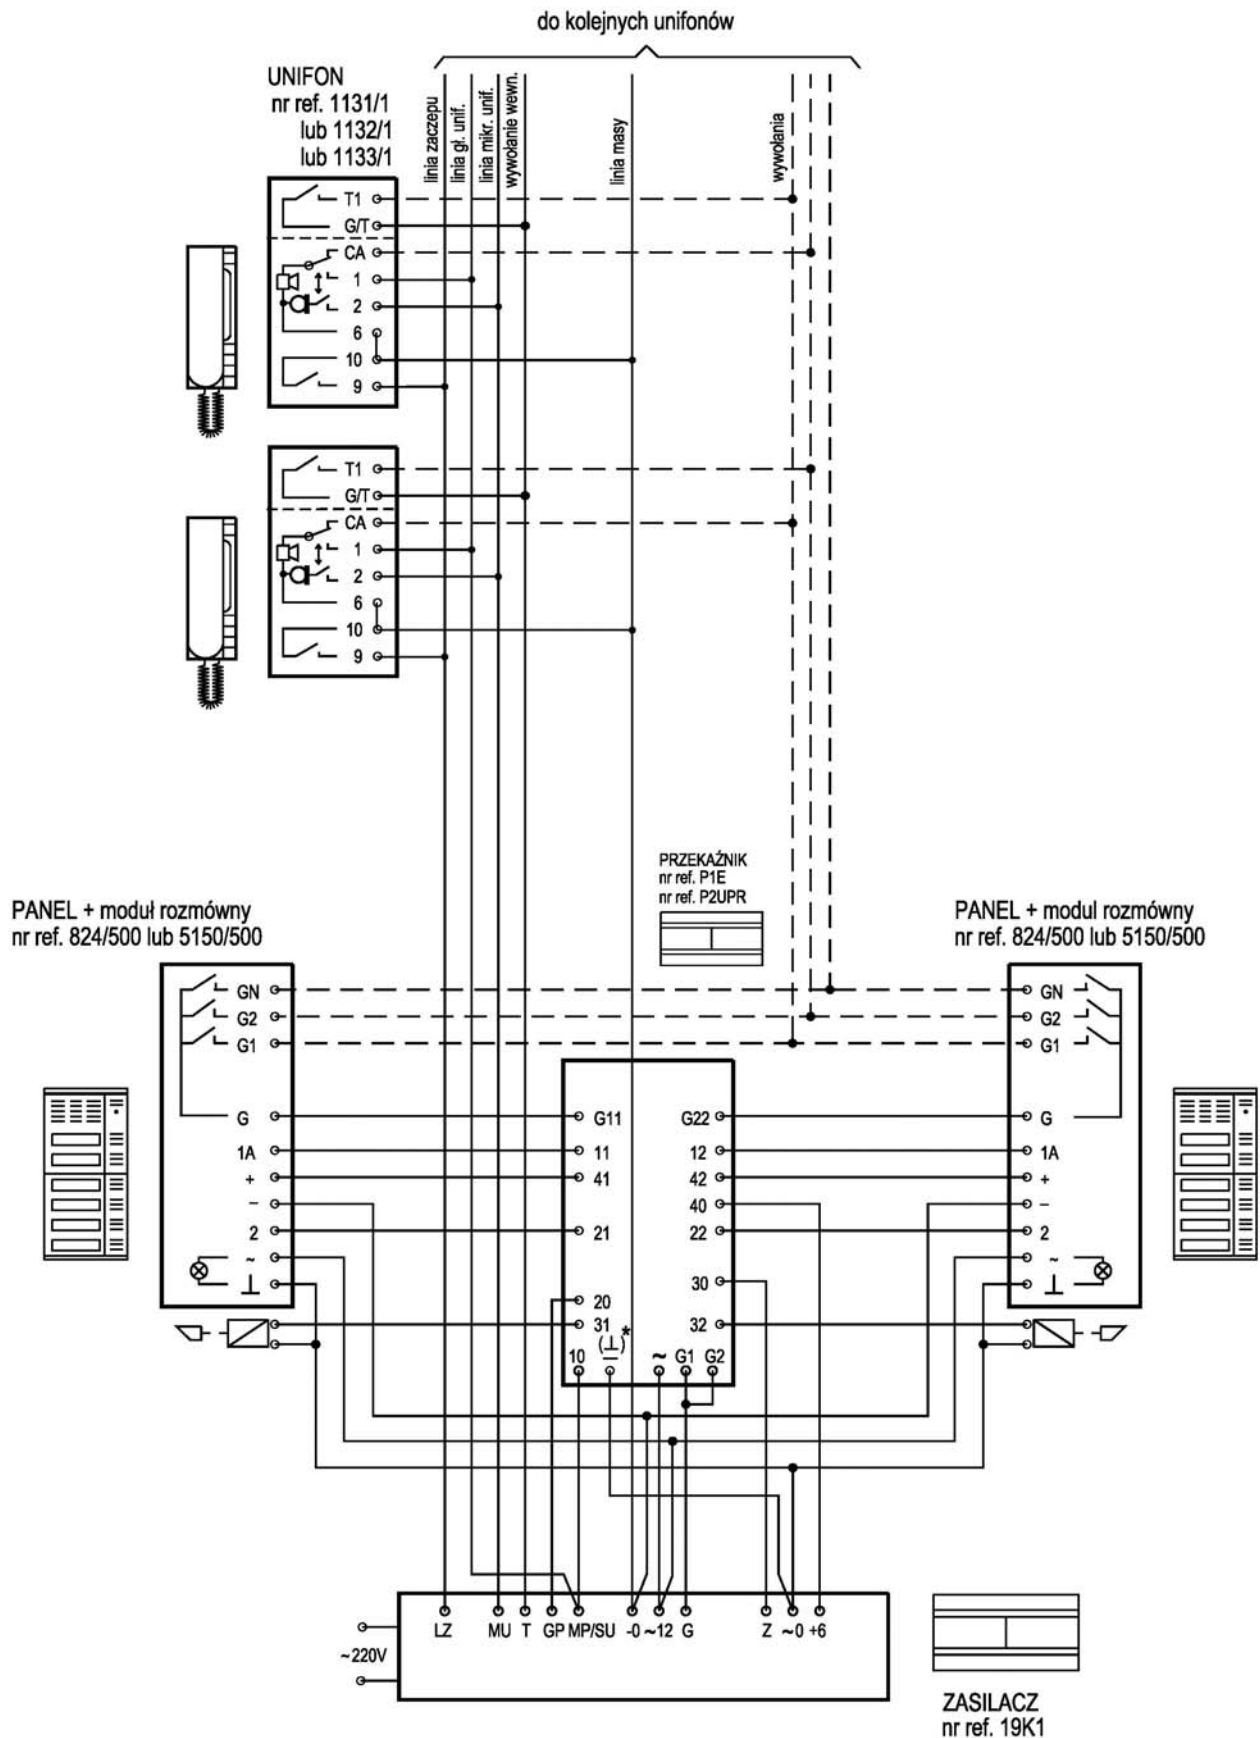 do kolejnych unifonów
UNIFON
nr ref. 1131/1
lub 1132/1
lub 1133/1
linia zaczepu
linia gł. unif.
linia mikr. unif.
wywołanie wewn.
linia masy
wywołania
T1
G/T
CA
1
2
6
10
9
T1
G/T
CA
1
2
6
10
9
PRZEKAŹNIK
nr ref. P1E
nr ref. P2UPR
PANEL + moduł rozmówny
nr ref. 824/500 lub 5150/500
GN
G2
G1
G
1A
+
–
2
~
⊥
PANEL + modul rozmówny
nr ref. 824/500 lub 5150/500
GN
G2
G1
G
1A
+
–
2
~
⊥
G11
11
41
21
20
31
10
(⊥)*
G22
12
42
40
22
30
32
~
G1
G2
~220V
LZ MU T GP MP/SU -0 ~12 G Z ~0 +6
ZASILACZ
nr ref. 19K1